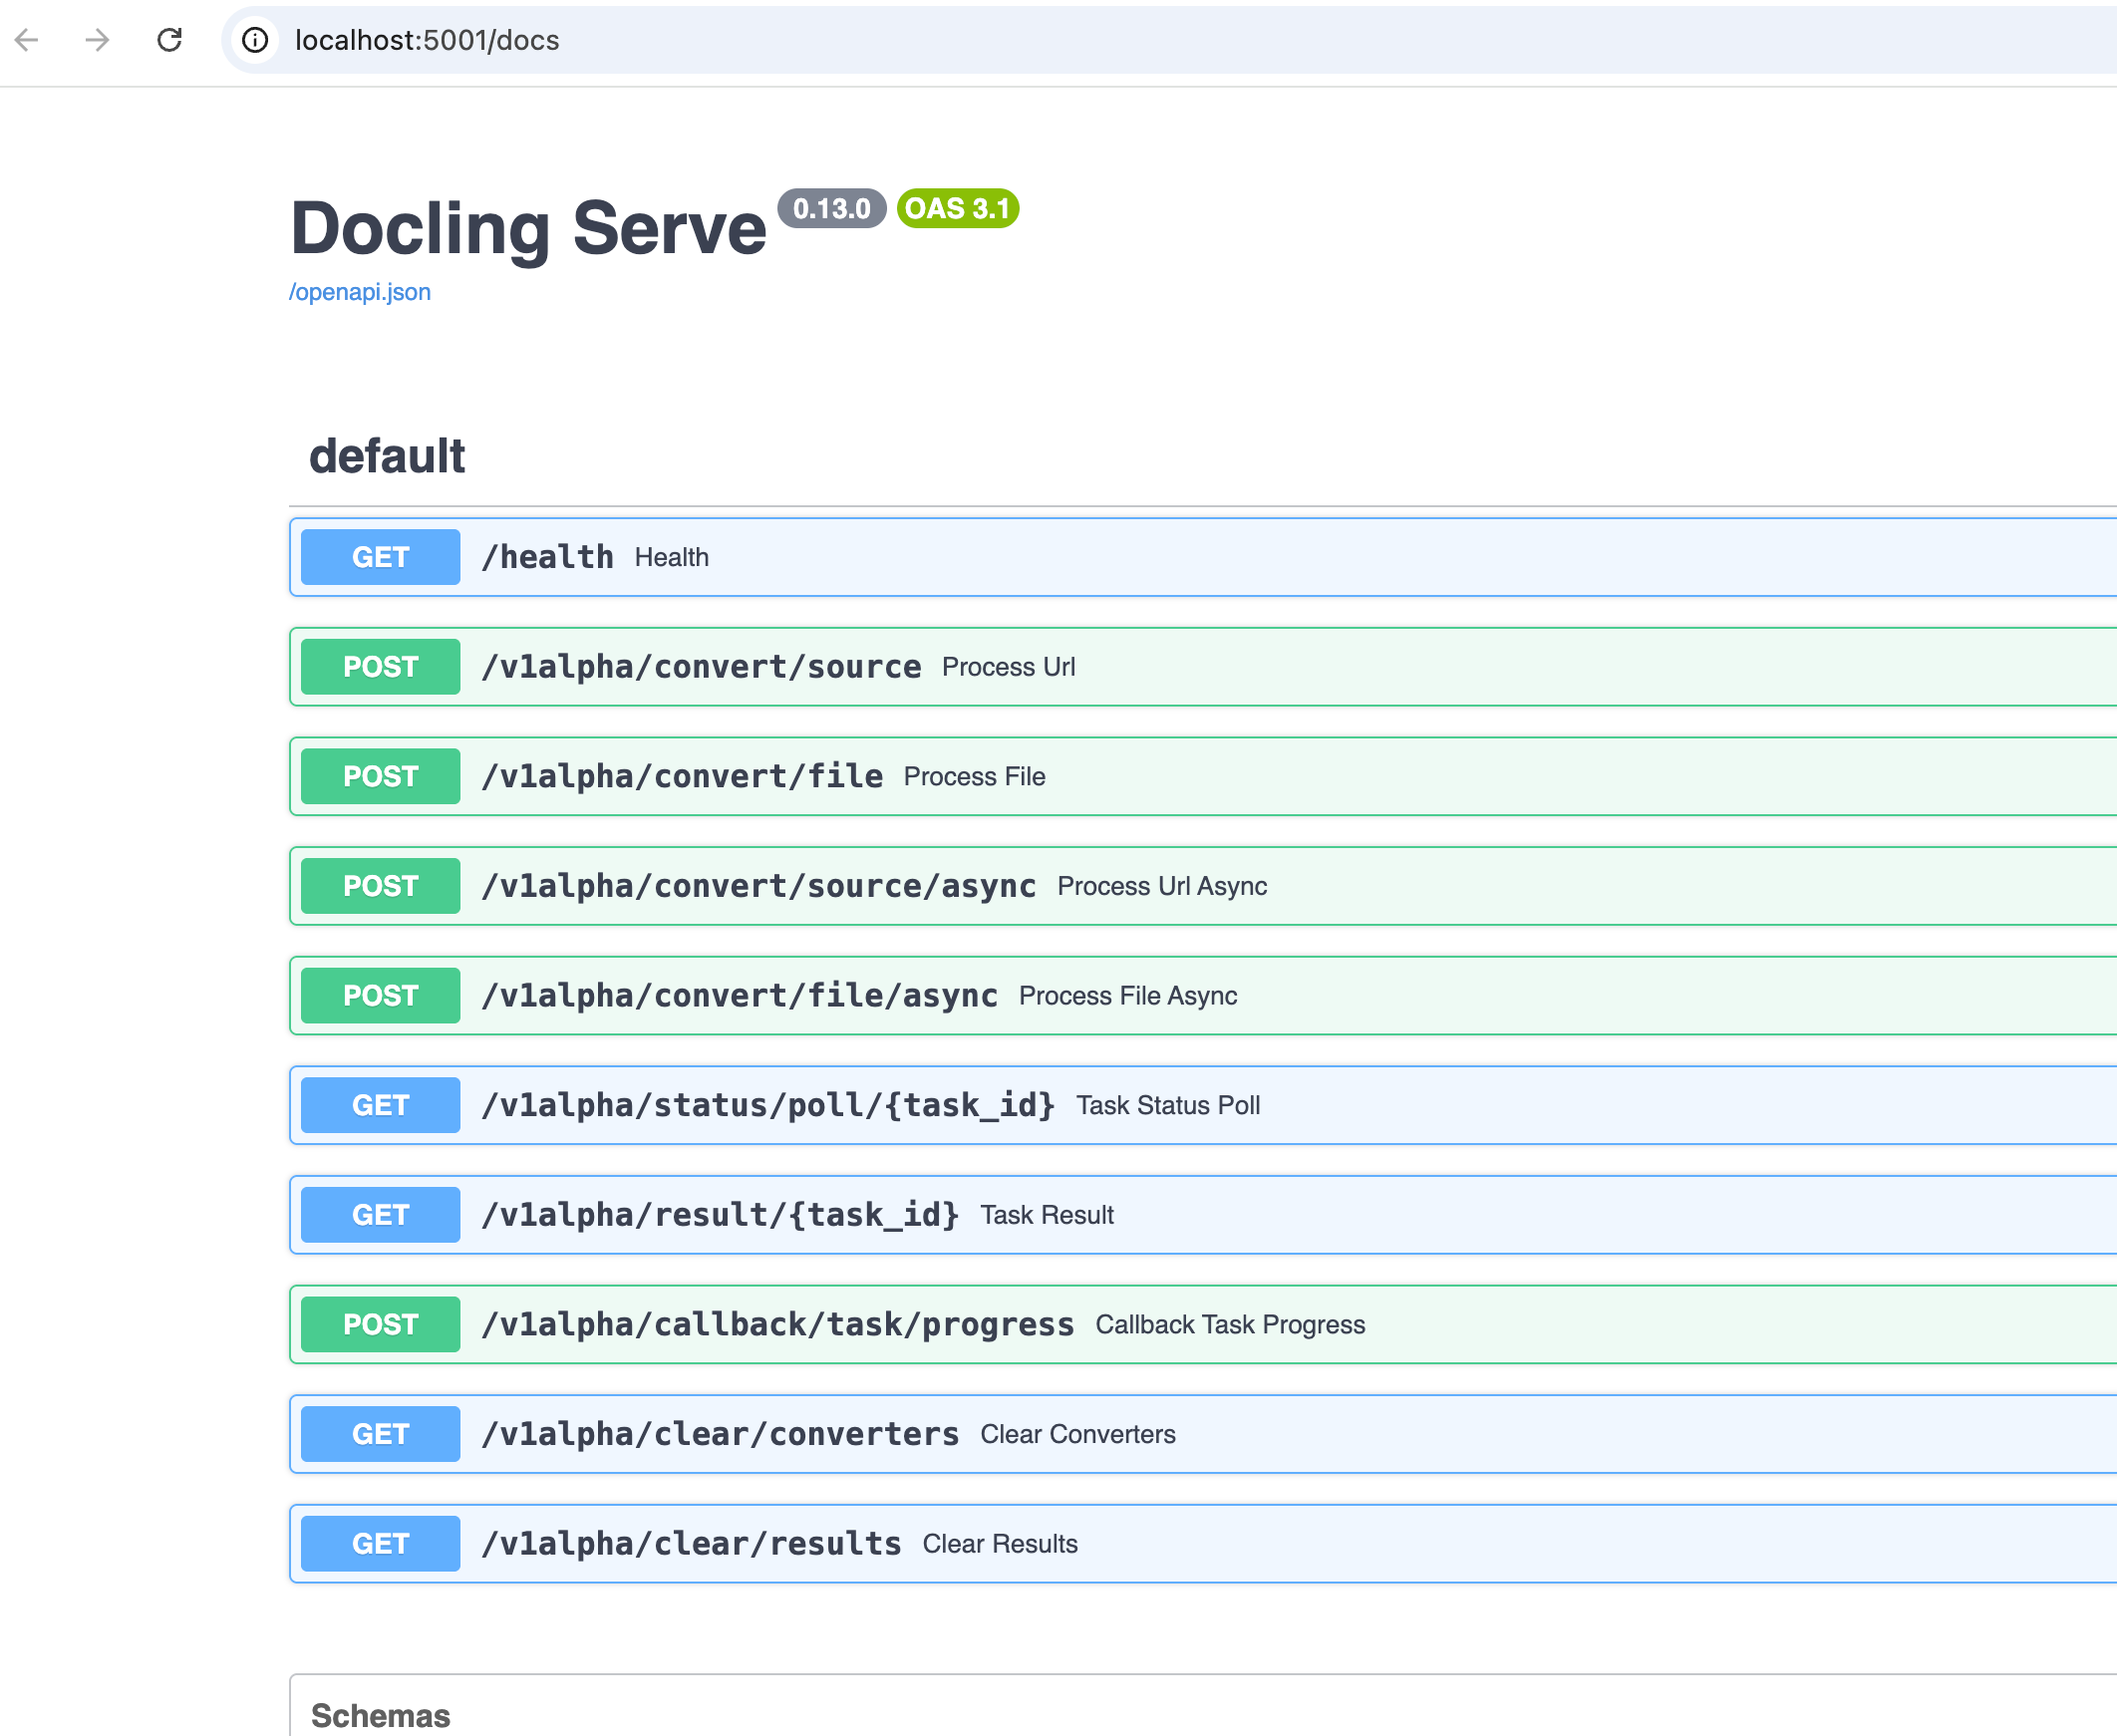 localhost:5001/docs
Docling Serve 0.13.0 OAS 3.1
/openapi.json
default
GET /health Health
POST /v1alpha/convert/source Process Url
POST /v1alpha/convert/file Process File
POST /v1alpha/convert/source/async Process Url Async
POST /v1alpha/convert/file/async Process File Async
GET /v1alpha/status/poll/{task_id} Task Status Poll
GET /v1alpha/result/{task_id} Task Result
POST /v1alpha/callback/task/progress Callback Task Progress
GET /v1alpha/clear/converters Clear Converters
GET /v1alpha/clear/results Clear Results
Schemas